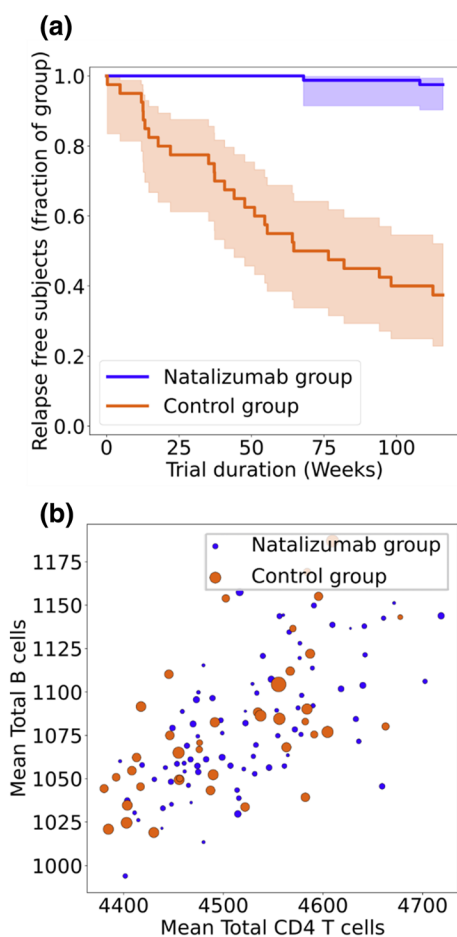 (a)
Relapse free subjects (fraction of group)
1.0
0.8
0.6
0.4
0.2
0.0
Natalizumab group
Control group
0 25 50 75 100
Trial duration (Weeks)
(b)
Mean Total B cells
1175
1150
1125
1100
1075
1050
1025
1000
Natalizumab group
Control group
4400 4500 4600 4700
Mean Total CD4 T cells